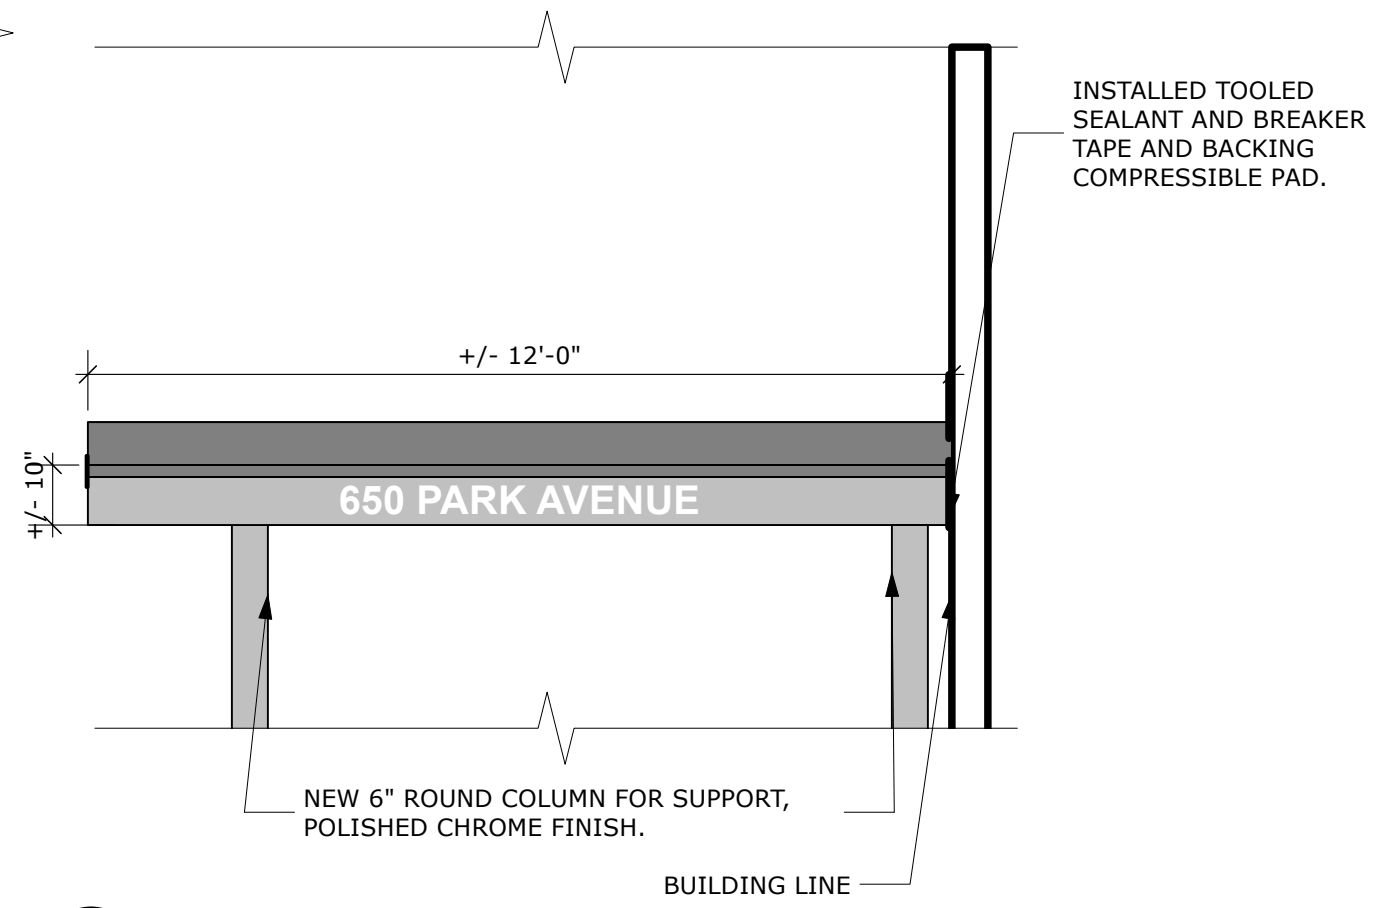 INSTALLED TOOLED
SEALANT AND BREAKER
TAPE AND BACKING
COMPRESSIBLE PAD.
+/- 12'-0"
+/- 10"
650 PARK AVENUE
NEW 6" ROUND COLUMN FOR SUPPORT,
POLISHED CHROME FINISH.
BUILDING LINE